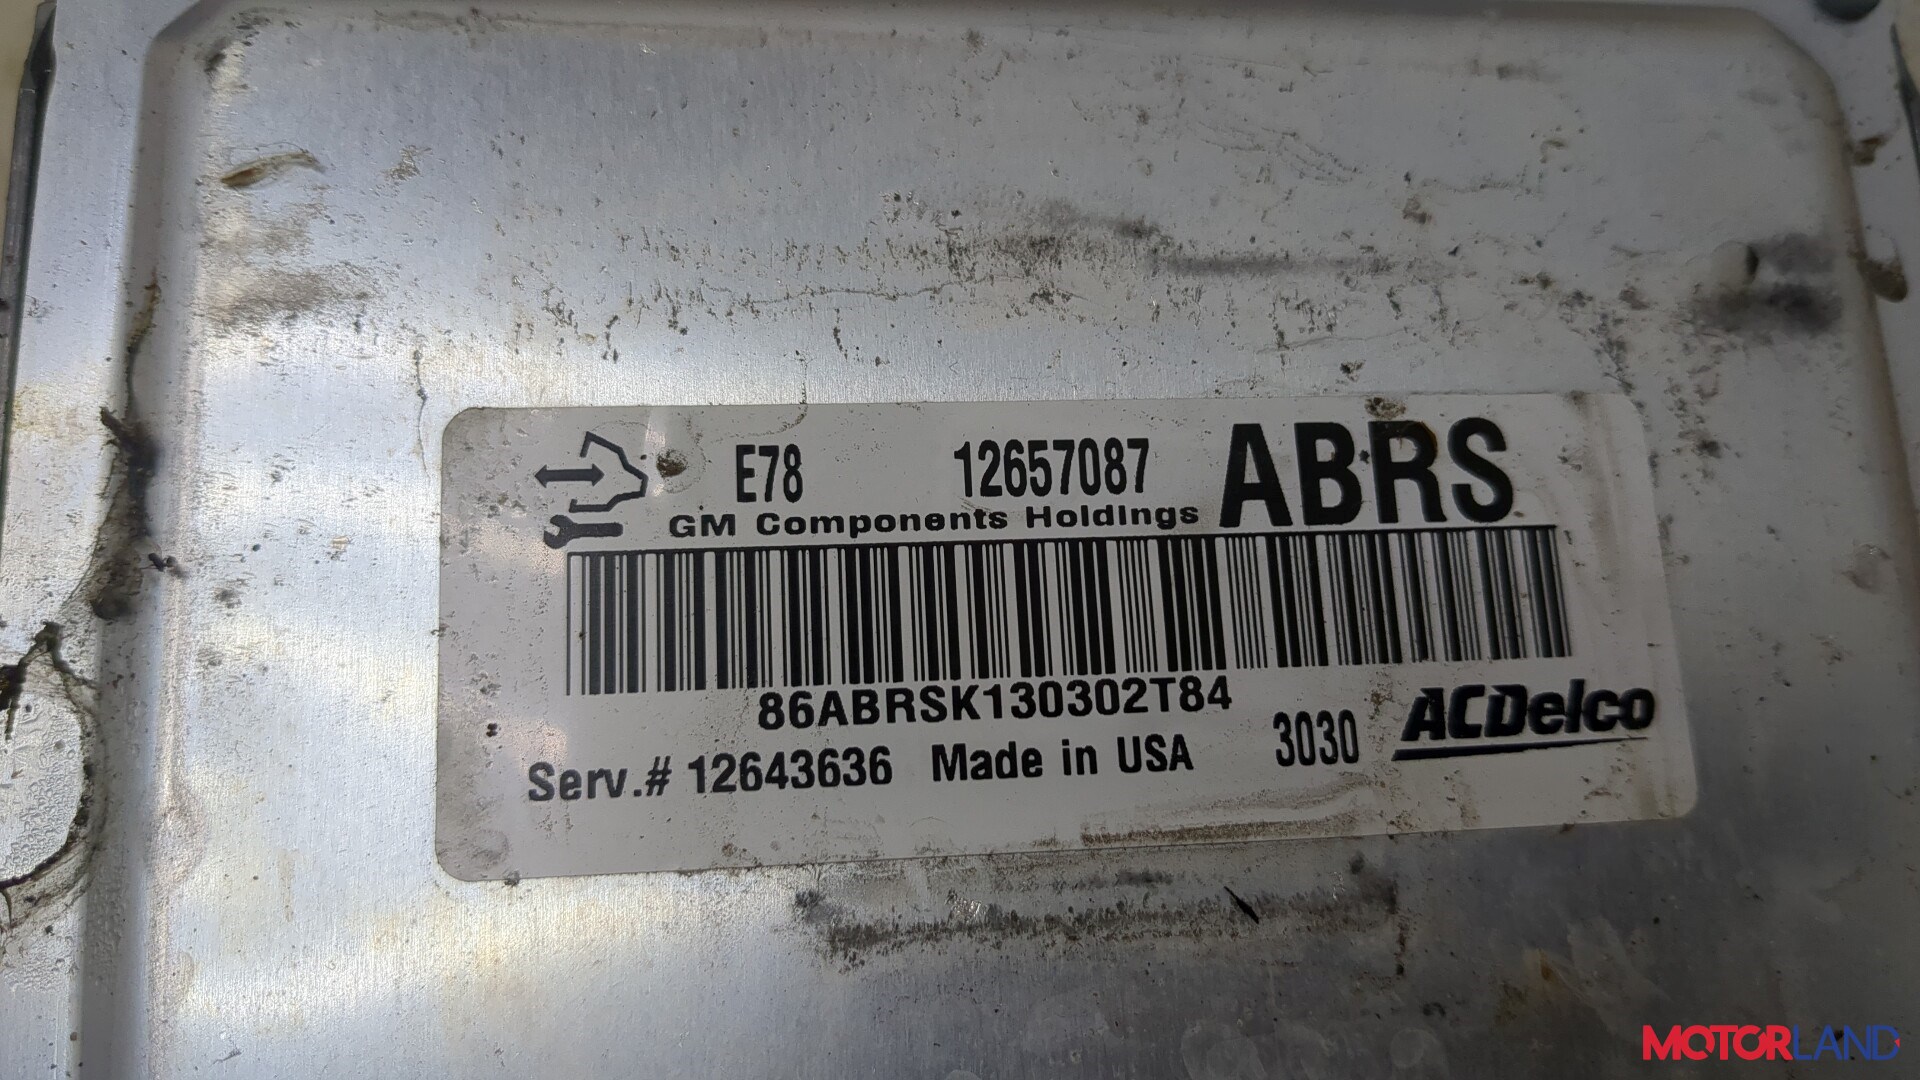 E78 12657087 ABRS
GM Components Holdings
86ABRSK130302T84
Serv.# 12643636 Made in USA 3030 ACDelco
MOTORLAND